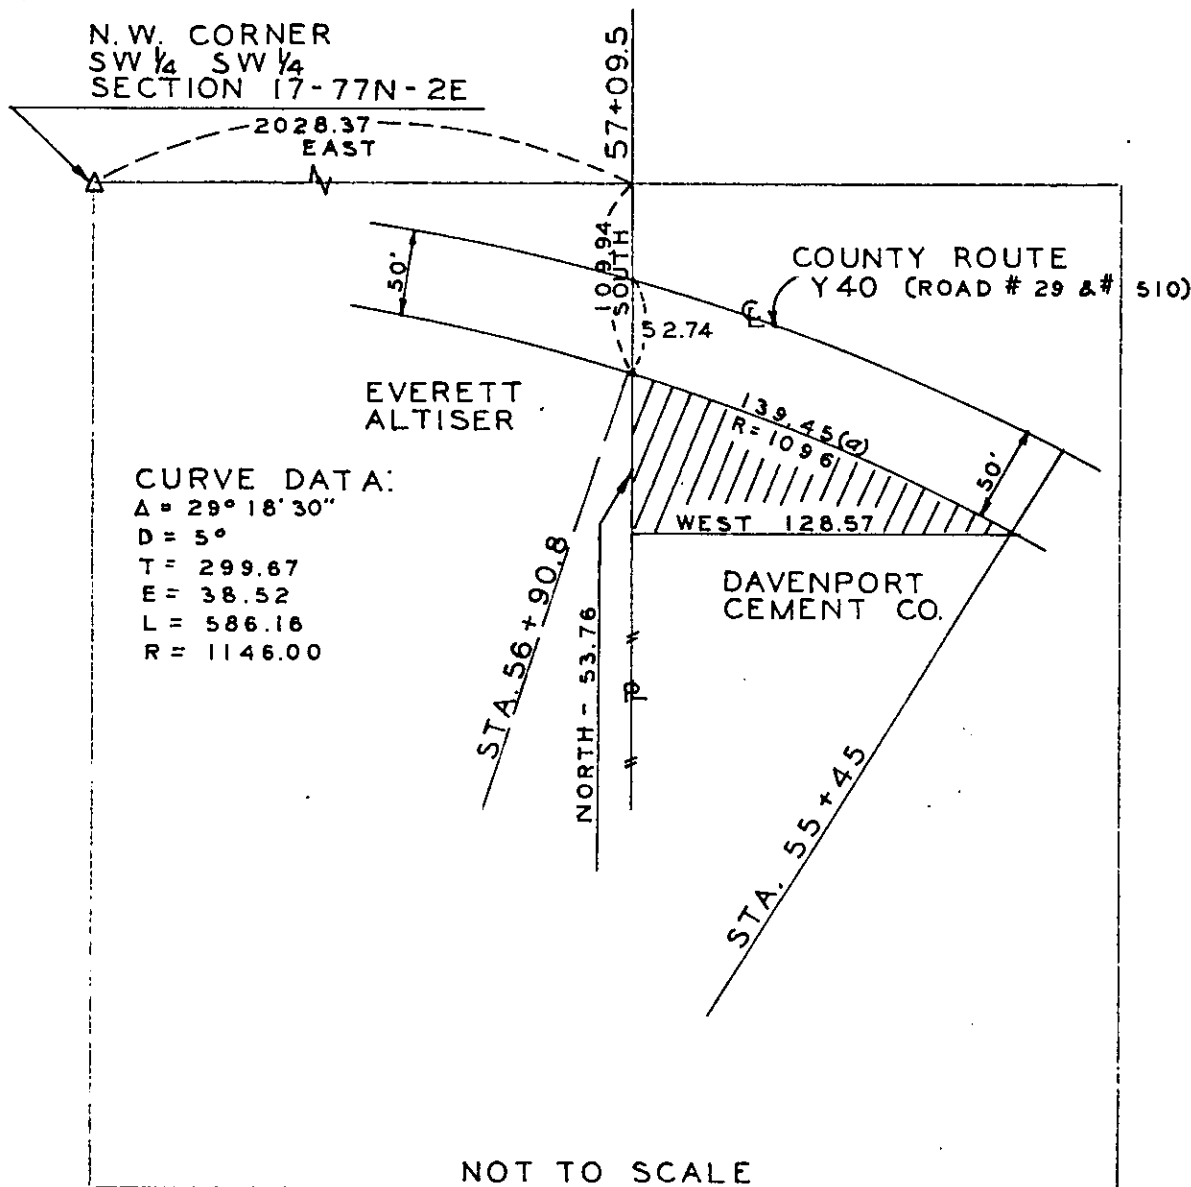 N.W. CORNER
SW ¼ SW ¼
SECTION 17-77N-2E
2028.37
EAST
57+09.5
109.94
SOUTH
50'
COUNTY ROUTE
Y40 (ROAD # 29 & # 510)
℄
52.74
EVERETT
ALTISER
139.45(a)
R=1096
50'
WEST 128.57
CURVE DATA:
Δ = 29° 18' 30"
D = 5°
T = 299.67
E = 38.52
L = 586.16
R = 1146.00
DAVENPORT
CEMENT CO.
STA. 56+90.8
NORTH - 53.76
STA. 55+45
NOT TO SCALE